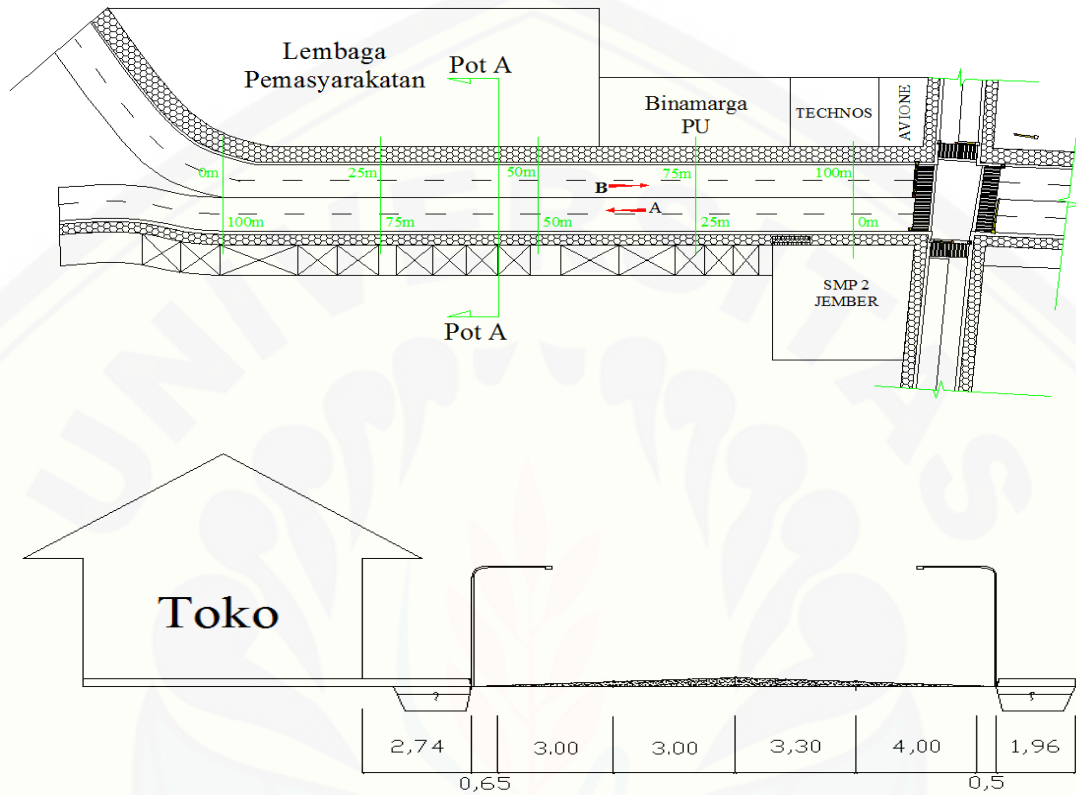 Lembaga
Pemasyarakatan
Pot A
Binamarga
PU
TECHNOS
AVIONE
0m
25m
50m
75m
100m
B
A
100m
75m
50m
25m
0m
SMP 2
JEMBER
Pot A
UNIVERSITAS
Toko
?
?
2,74
3.00
3.00
3,30
4,00
1,96
0,65
0,5